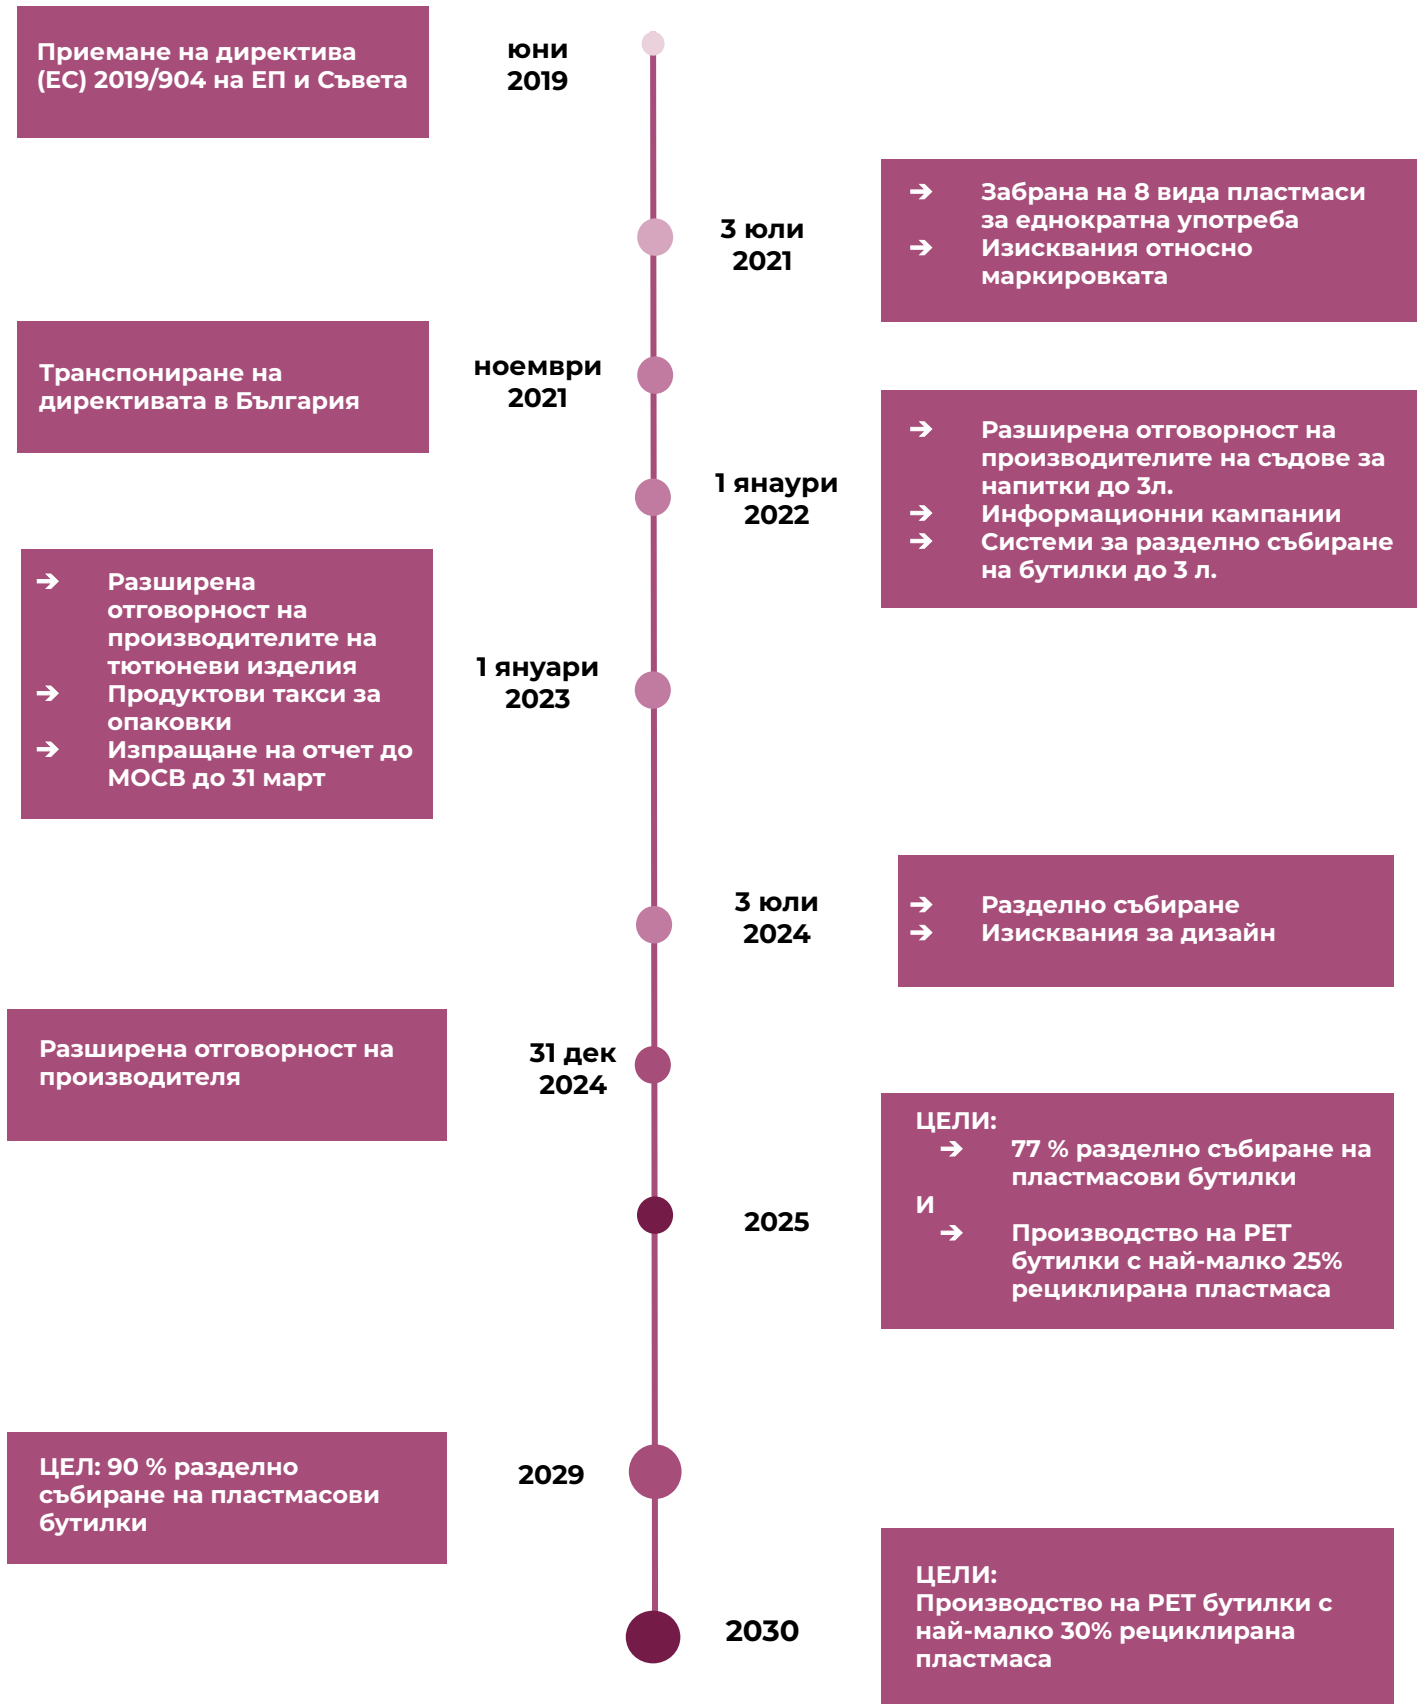 Приемане на директива
(ЕС) 2019/904 на ЕП и Съвета
юни
2019
3 юли
2021
➔ Забрана на 8 вида пластмаси
за еднократна употреба
➔ Изисквания относно
маркировката
Транспониране на
директивата в България
ноември
2021
1 янаури
2022
➔ Разширена отговорност на
производителите на съдове за
напитки до 3л.
➔ Информационни кампании
➔ Системи за разделно събиране
на бутилки до 3 л.
➔ Разширена
отговорност на
производителите на
тютюневи изделия
➔ Продуктови такси за
опаковки
➔ Изпращане на отчет до
МОСВ до 31 март
1 януари
2023
3 юли
2024
➔ Разделно събиране
➔ Изисквания за дизайн
Разширена отговорност на
производителя
31 дек
2024
2025
ЦЕЛИ:
➔ 77 % разделно събиране на
пластмасови бутилки
И
➔ Производство на PET
бутилки с най-малко 25%
рециклирана пластмаса
ЦЕЛ: 90 % разделно
събиране на пластмасови
бутилки
2029
2030
ЦЕЛИ:
Производство на PET бутилки с
най-малко 30% рециклирана
пластмаса